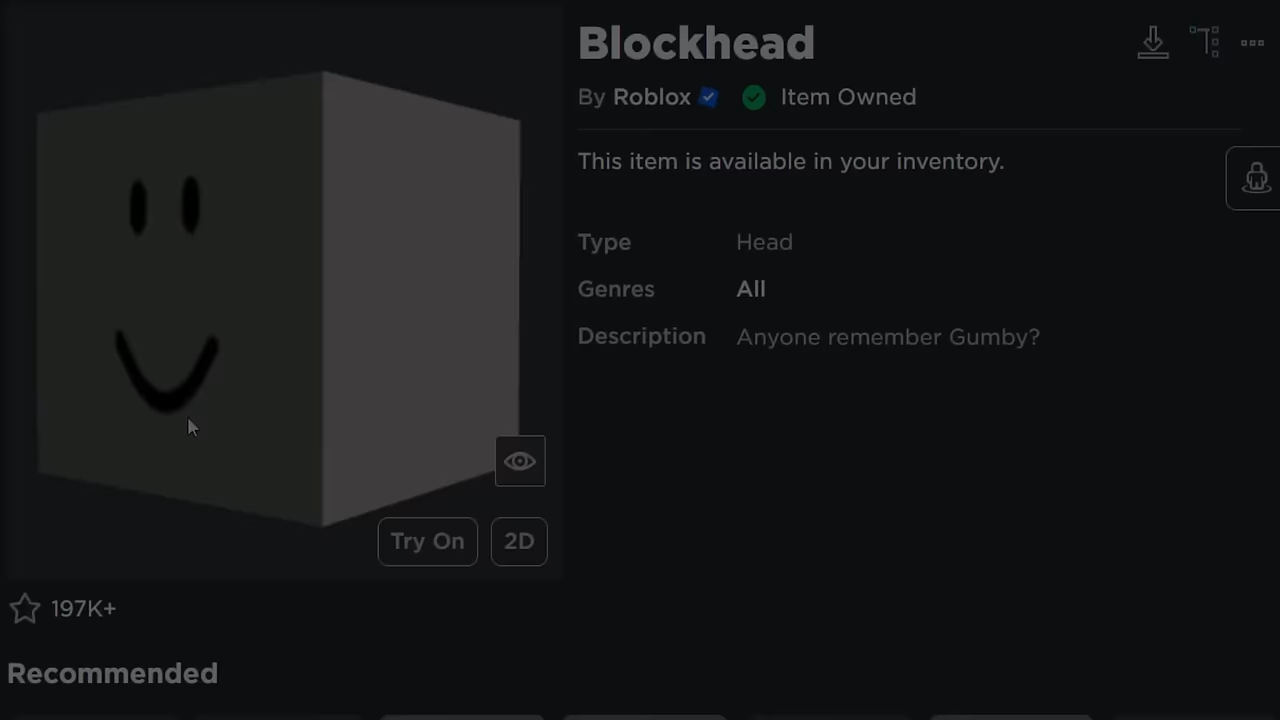 Blockhead
By Roblox Item Owned
This item is available in your inventory.
Type Head
Genres All
Description Anyone remember Gumby?
Try On 2D
197K+
Recommended